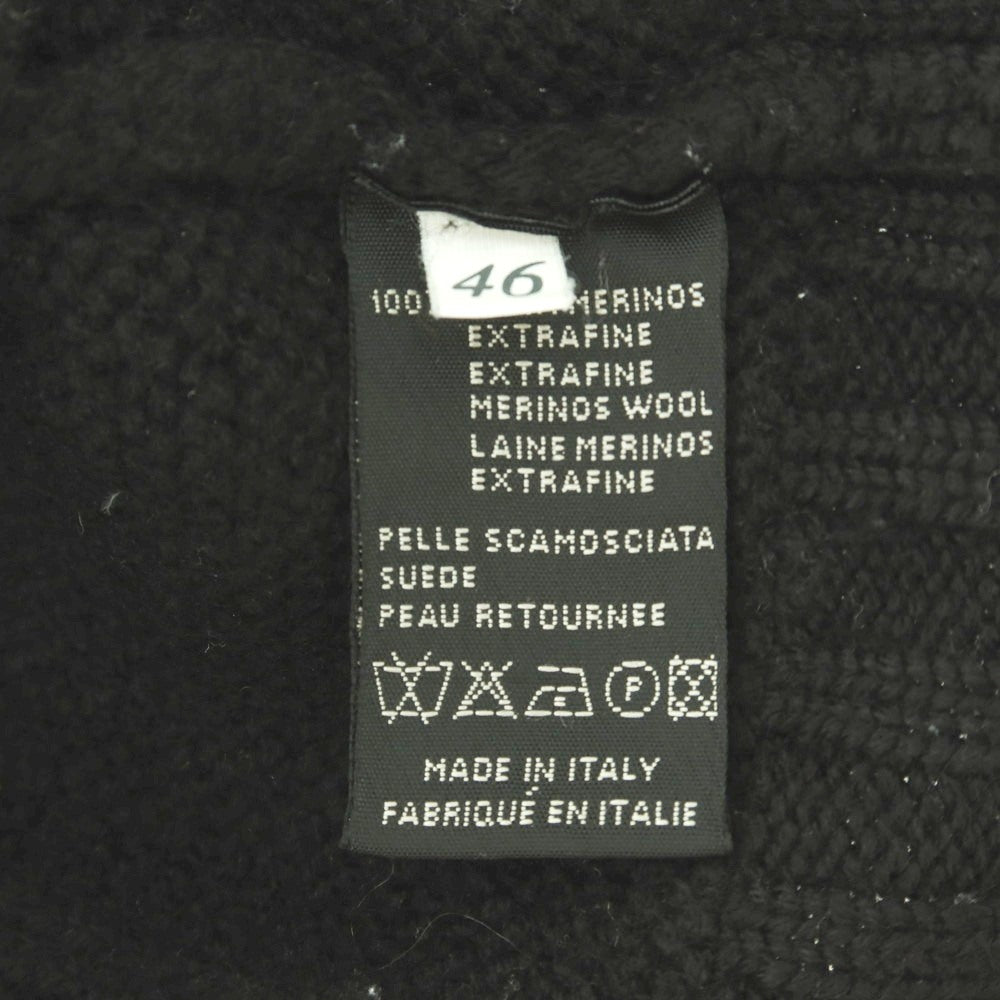 46
100% MERINOS
EXTRAFINE
EXTRAFINE
MERINOS WOOL
LAINE MERINOS
EXTRAFINE
PELLE SCAMOSCIATA
SUEDE
PEAU RETOURNEE
P
MADE IN ITALY
FABRIQUÉ EN ITALIE